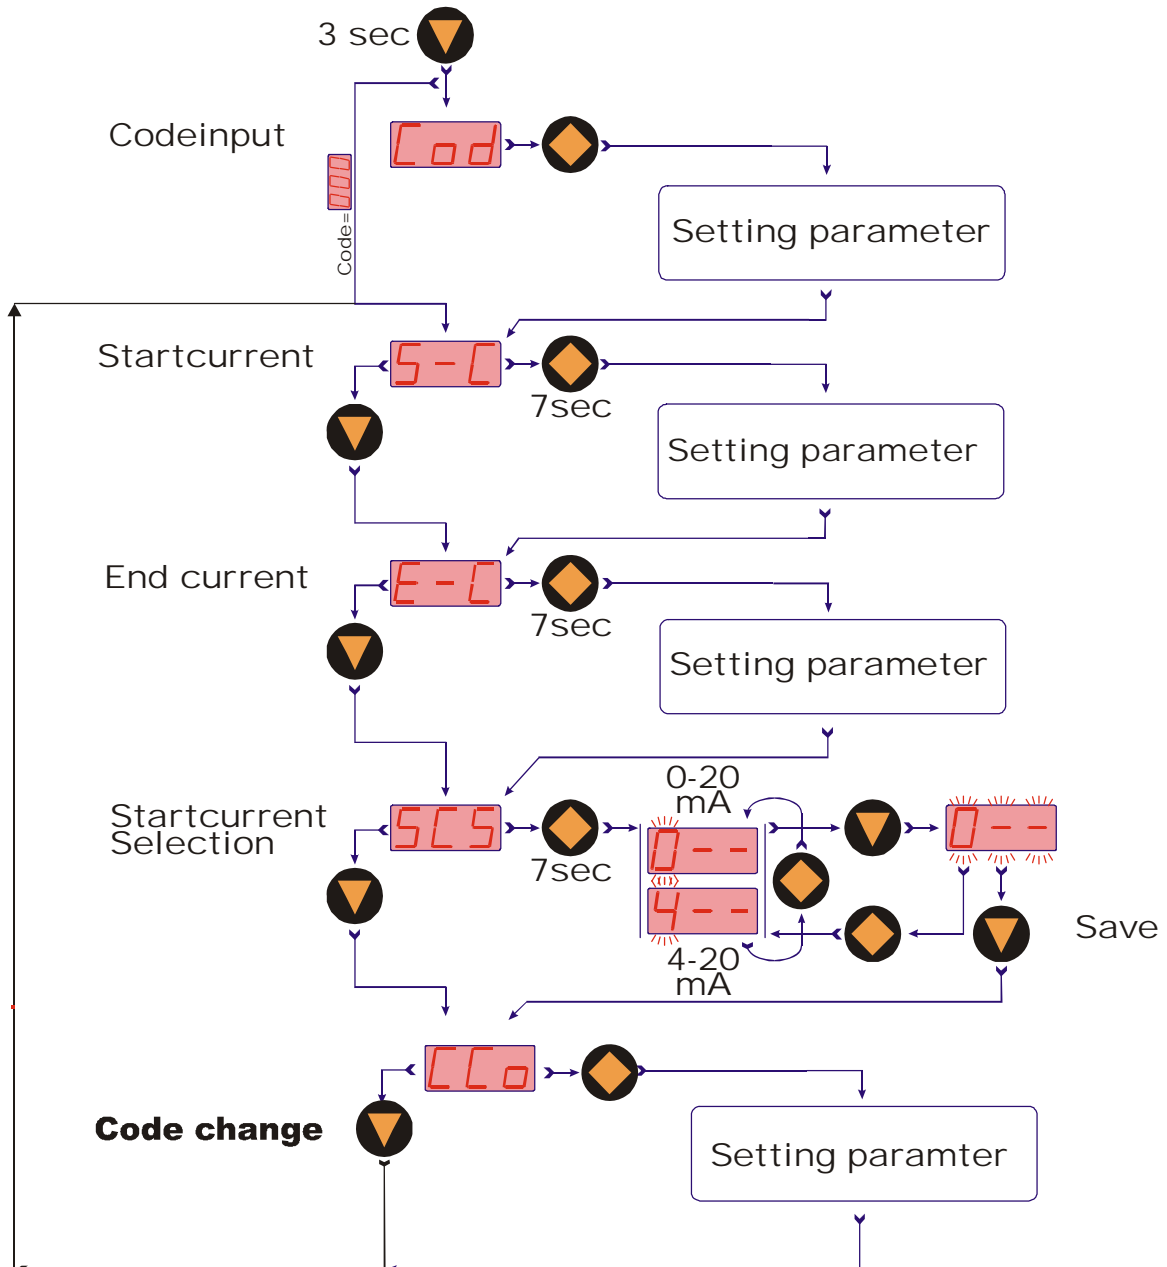 3 sec
Codeinput
Cod
Code=000
Setting parameter
Startcurrent
S-C
7sec
Setting parameter
End current
E-C
7sec
Setting parameter
Startcurrent
Selection
SCS
7sec
0-20
mA
0--
4--
4-20
mA
0--
Save
CCo
Code change
Setting paramter